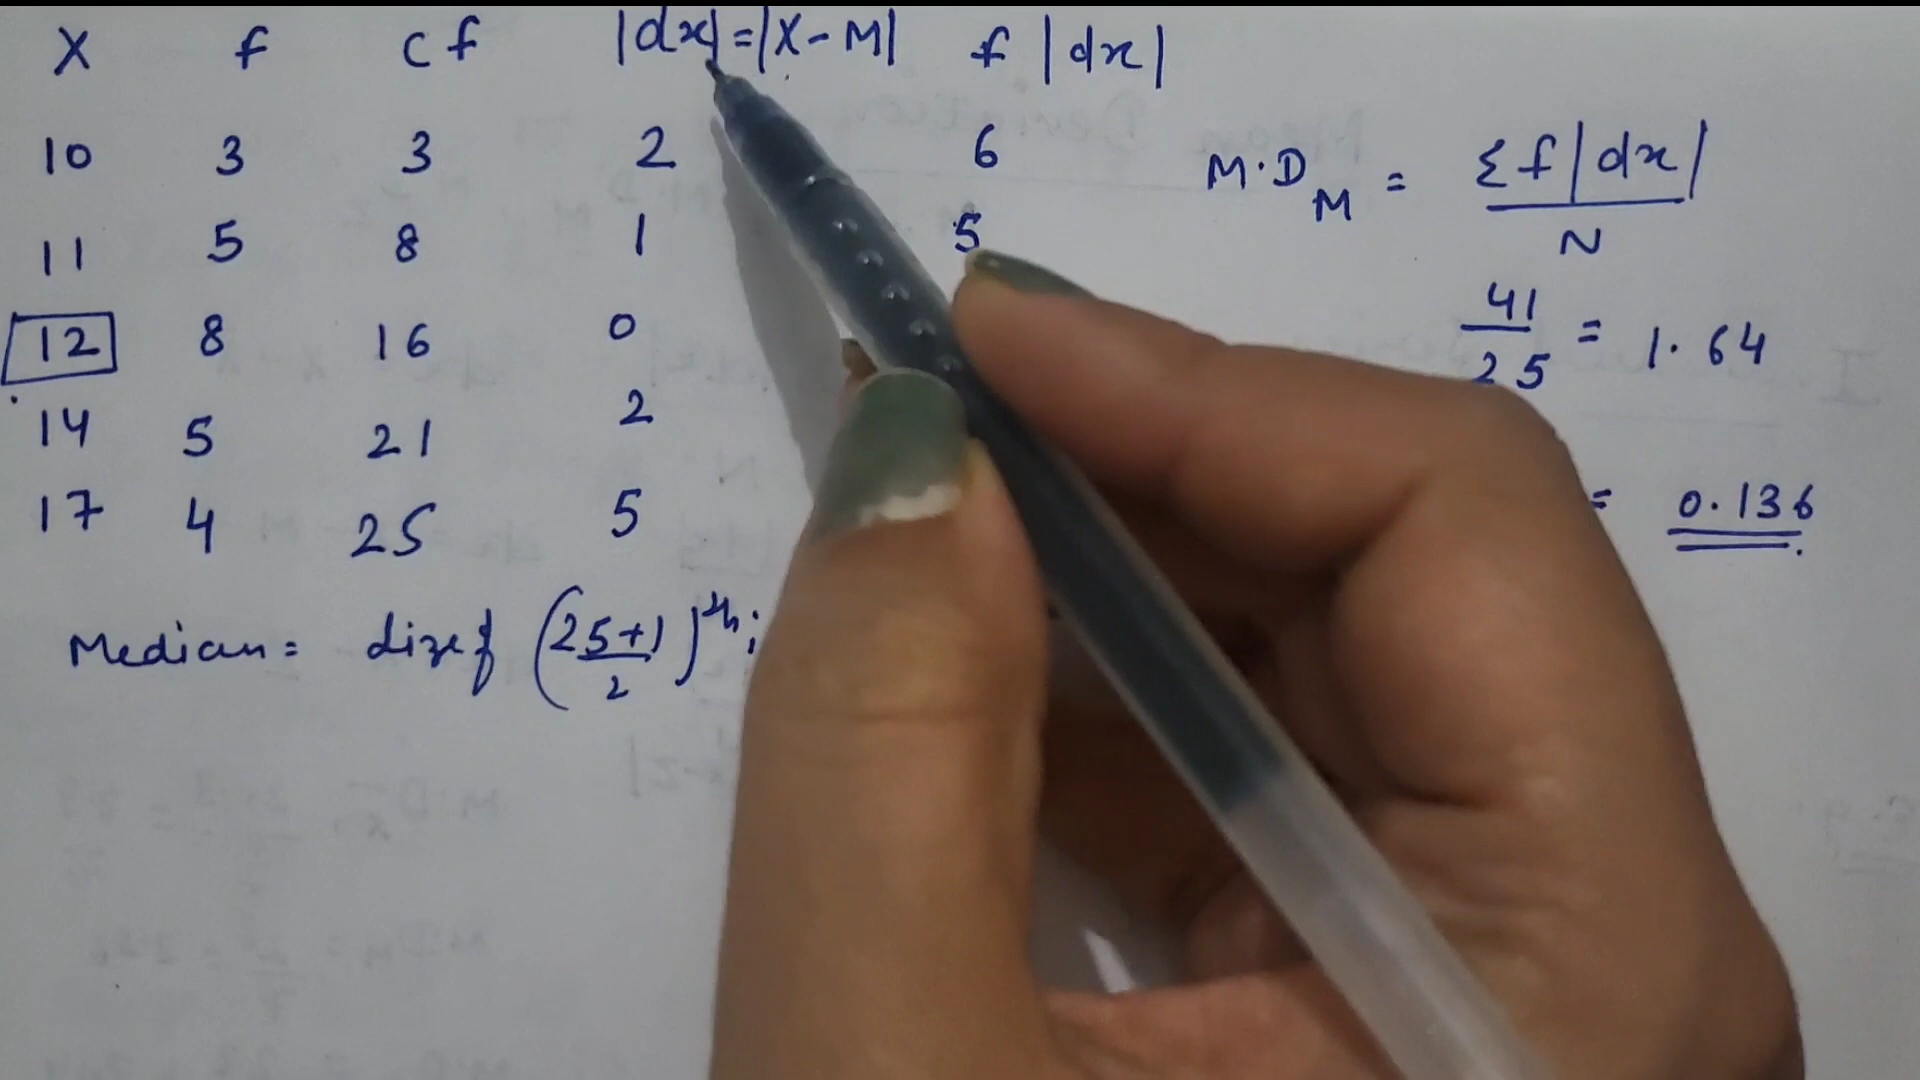 X f cf |dx| = |X - M| f |dx|
10 3 3 2 6
11 5 8 1 5
12 8 16 0
14 5 21 2
17 4 25 5
M.D_M = Σf|dx| / N
41 / 25 = 1.64
= 0.136
Median = size of (25+1 / 2)th i